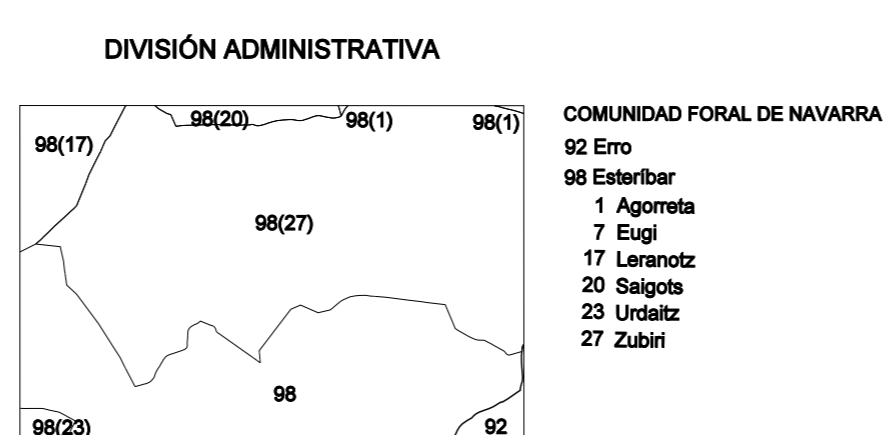 DIVISIÓN ADMINISTRATIVA
98(20)
98(1)
98(1)
98(17)
98(27)
98
98(23)
92
COMUNIDAD FORAL DE NAVARRA
92 Erro
98 Esteríbar
1 Agorreta
7 Eugi
17 Leranotz
20 Saigots
23 Urdaitz
27 Zubiri